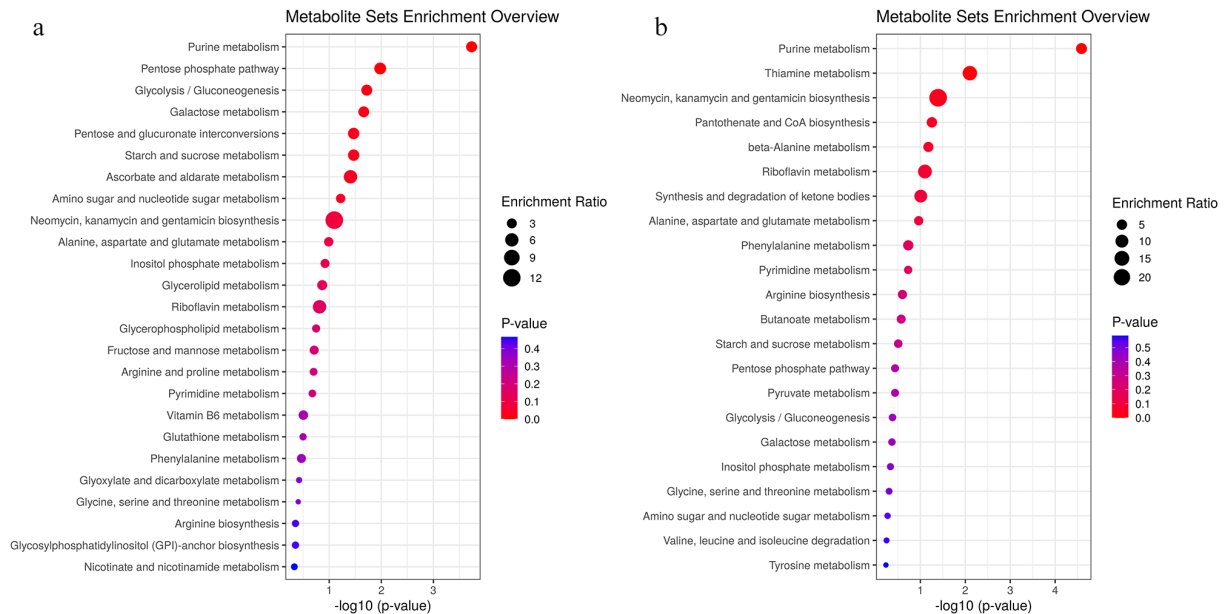 a
Metabolite Sets Enrichment Overview
Purine metabolism
Pentose phosphate pathway
Glycolysis / Gluconeogenesis
Galactose metabolism
Pentose and glucuronate interconversions
Starch and sucrose metabolism
Ascorbate and aldarate metabolism
Amino sugar and nucleotide sugar metabolism
Neomycin, kanamycin and gentamicin biosynthesis
Alanine, aspartate and glutamate metabolism
Inositol phosphate metabolism
Glycerolipid metabolism
Riboflavin metabolism
Glycerophospholipid metabolism
Fructose and mannose metabolism
Arginine and proline metabolism
Pyrimidine metabolism
Vitamin B6 metabolism
Glutathione metabolism
Phenylalanine metabolism
Glyoxylate and dicarboxylate metabolism
Glycine, serine and threonine metabolism
Arginine biosynthesis
Glycosylphosphatidylinositol (GPI)-anchor biosynthesis
Nicotinate and nicotinamide metabolism
1 2 3
-log10 (p-value)
Enrichment Ratio
3
6
9
12
P-value
0.4
0.3
0.2
0.1
0.0
b
Metabolite Sets Enrichment Overview
Purine metabolism
Thiamine metabolism
Neomycin, kanamycin and gentamicin biosynthesis
Pantothenate and CoA biosynthesis
beta-Alanine metabolism
Riboflavin metabolism
Synthesis and degradation of ketone bodies
Alanine, aspartate and glutamate metabolism
Phenylalanine metabolism
Pyrimidine metabolism
Arginine biosynthesis
Butanoate metabolism
Starch and sucrose metabolism
Pentose phosphate pathway
Pyruvate metabolism
Glycolysis / Gluconeogenesis
Galactose metabolism
Inositol phosphate metabolism
Glycine, serine and threonine metabolism
Amino sugar and nucleotide sugar metabolism
Valine, leucine and isoleucine degradation
Tyrosine metabolism
1 2 3 4
-log10 (p-value)
Enrichment Ratio
5
10
15
20
P-value
0.5
0.4
0.3
0.2
0.1
0.0